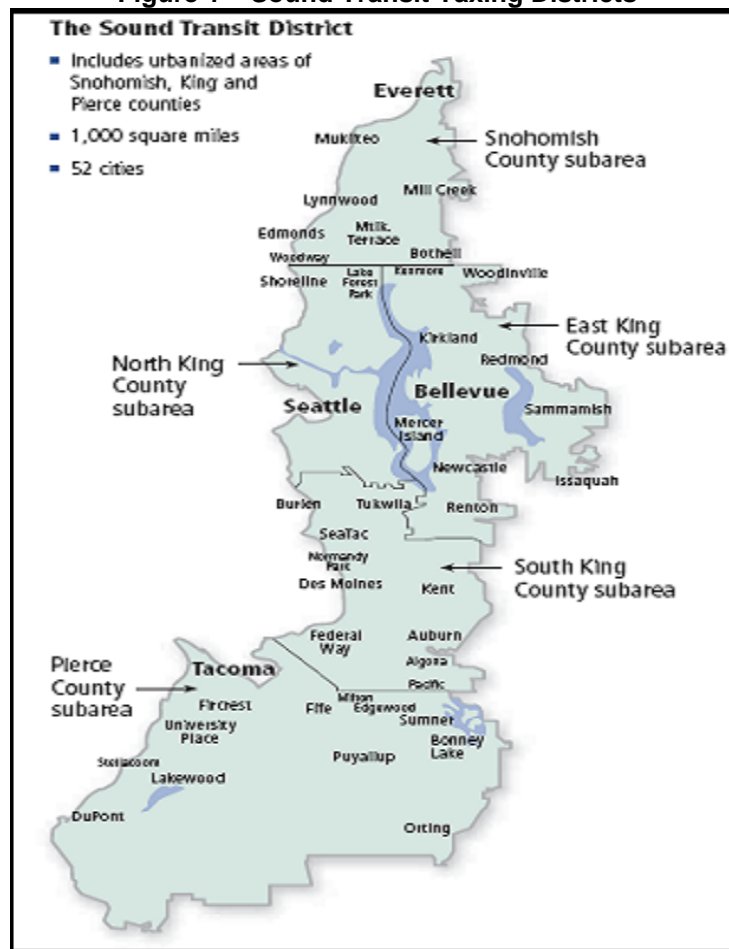 Figure 1 – Sound Transit Taxing Districts
The Sound Transit District
Includes urbanized areas of
Snohomish, King and
Pierce counties
1,000 square miles
52 cities
Everett
Mukilteo
Snohomish
County subarea
Mill Creek
Lynnwood
Edmonds
Mtlk.
Terrace
Bothell
Woodway
Shoreline
Lake
Forest
Park
Kenmore
Woodinville
East King
County subarea
Kirkland
Redmond
North King
County
subarea
Bellevue
Seattle
Sammamish
Mercer
Island
Newcastle
Issaquah
Burien
Tukwila
Renton
SeaTac
Normandy
Park
Des Moines
South King
County subarea
Kent
Federal
Way
Auburn
Algona
Pacific
Pierce
County
subarea
Tacoma
Fircrest
Milton
Fife
Edgewood
Sumner
University
Place
Bonney
Lake
Puyallup
Steilacoom
Lakewood
DuPont
Orting